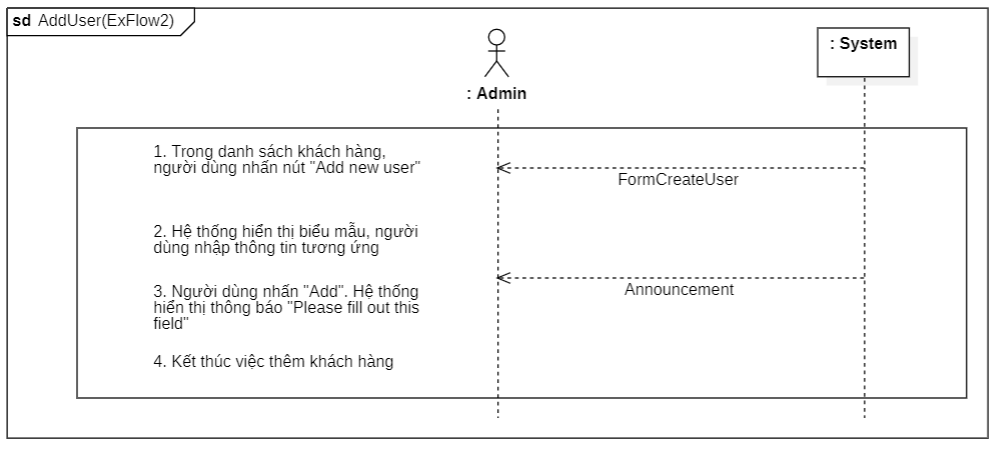 sd AddUser(ExFlow2)
: Admin
: System
1. Trong danh sách khách hàng,
người dùng nhấn nút "Add new user"
FormCreateUser
2. Hệ thống hiển thị biểu mẫu, người
dùng nhập thông tin tương ứng
Announcement
3. Người dùng nhấn "Add". Hệ thống
hiển thị thông báo "Please fill out this
field"
4. Kết thúc việc thêm khách hàng